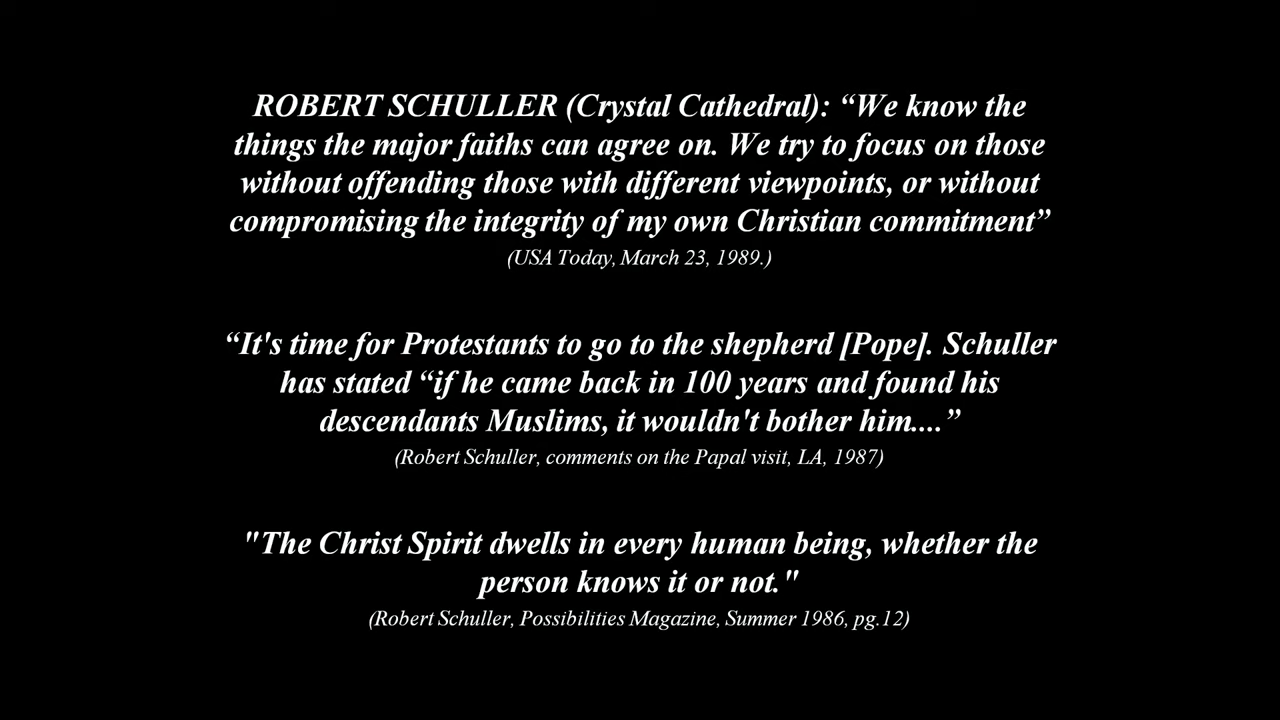 ROBERT SCHULLER (Crystal Cathedral): “We know the
things the major faiths can agree on. We try to focus on those
without offending those with different viewpoints, or without
compromising the integrity of my own Christian commitment”
(USA Today, March 23, 1989.)
“It's time for Protestants to go to the shepherd [Pope]. Schuller
has stated “if he came back in 100 years and found his
descendants Muslims, it wouldn't bother him....”
(Robert Schuller, comments on the Papal visit, LA, 1987)
"The Christ Spirit dwells in every human being, whether the
person knows it or not."
(Robert Schuller, Possibilities Magazine, Summer 1986, pg.12)